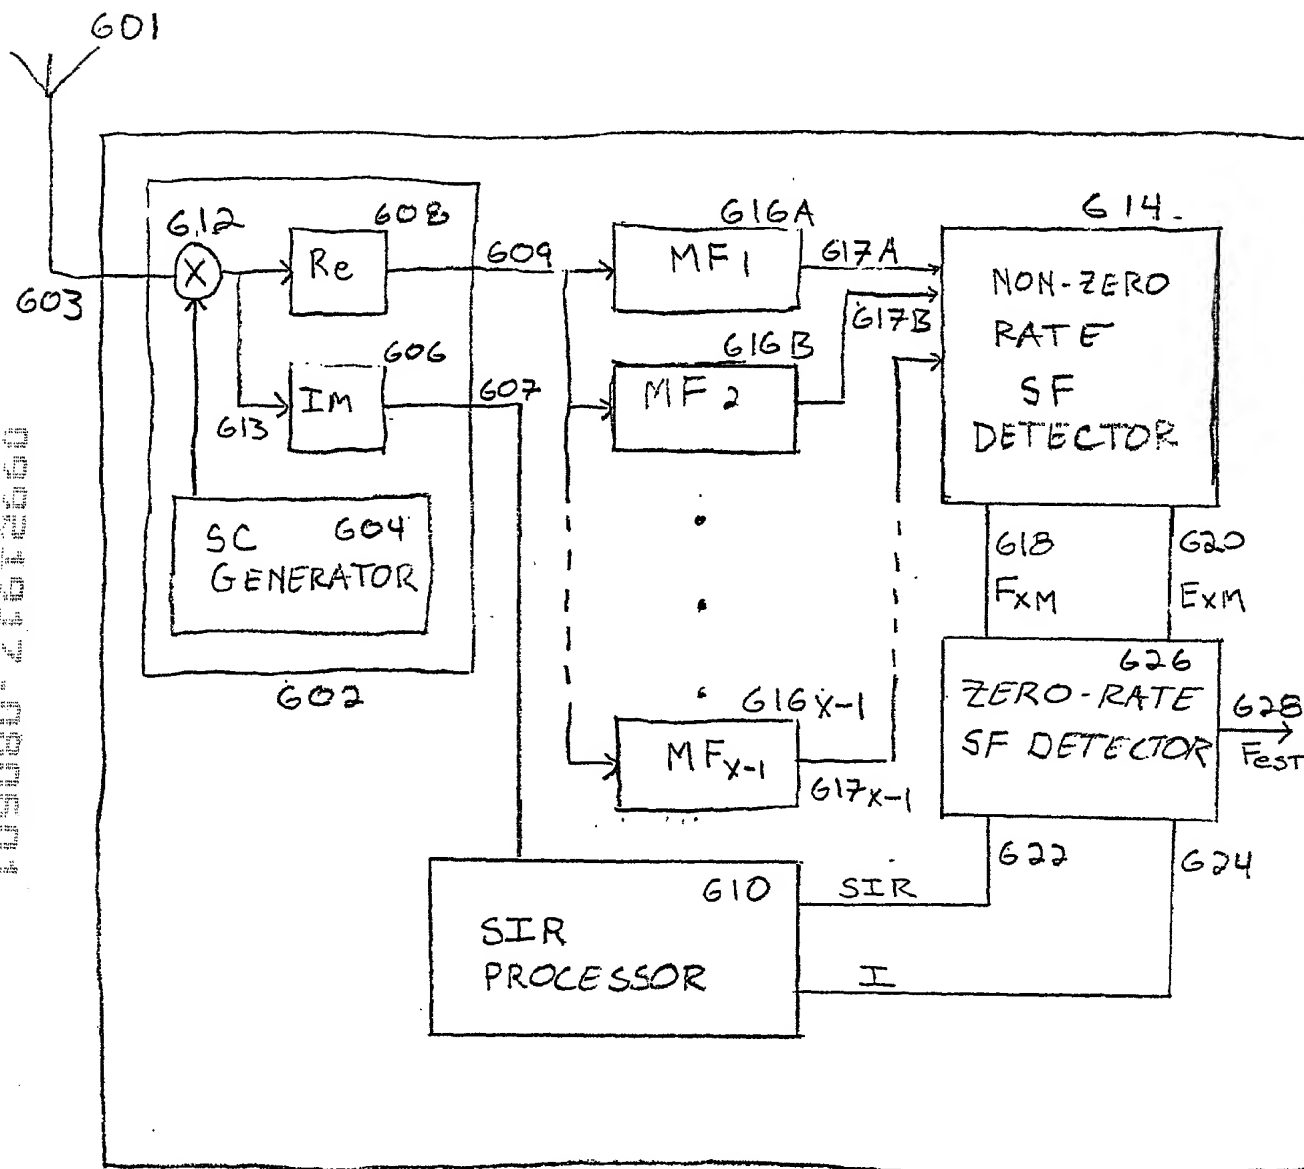 601
612
608
Re
603
X
609
616A
MF1
617A
614.
NON-ZERO
RATE
SF
DETECTOR
617B
616B
MF2
606
IM
613
607
SC
604
GENERATOR
602
618
FXM
620
EXM
616X-1
MFX-1
617X-1
626
ZERO-RATE
SF DETECTOR
628
FEST
622
624
610
SIR
PROCESSOR
SIR
I